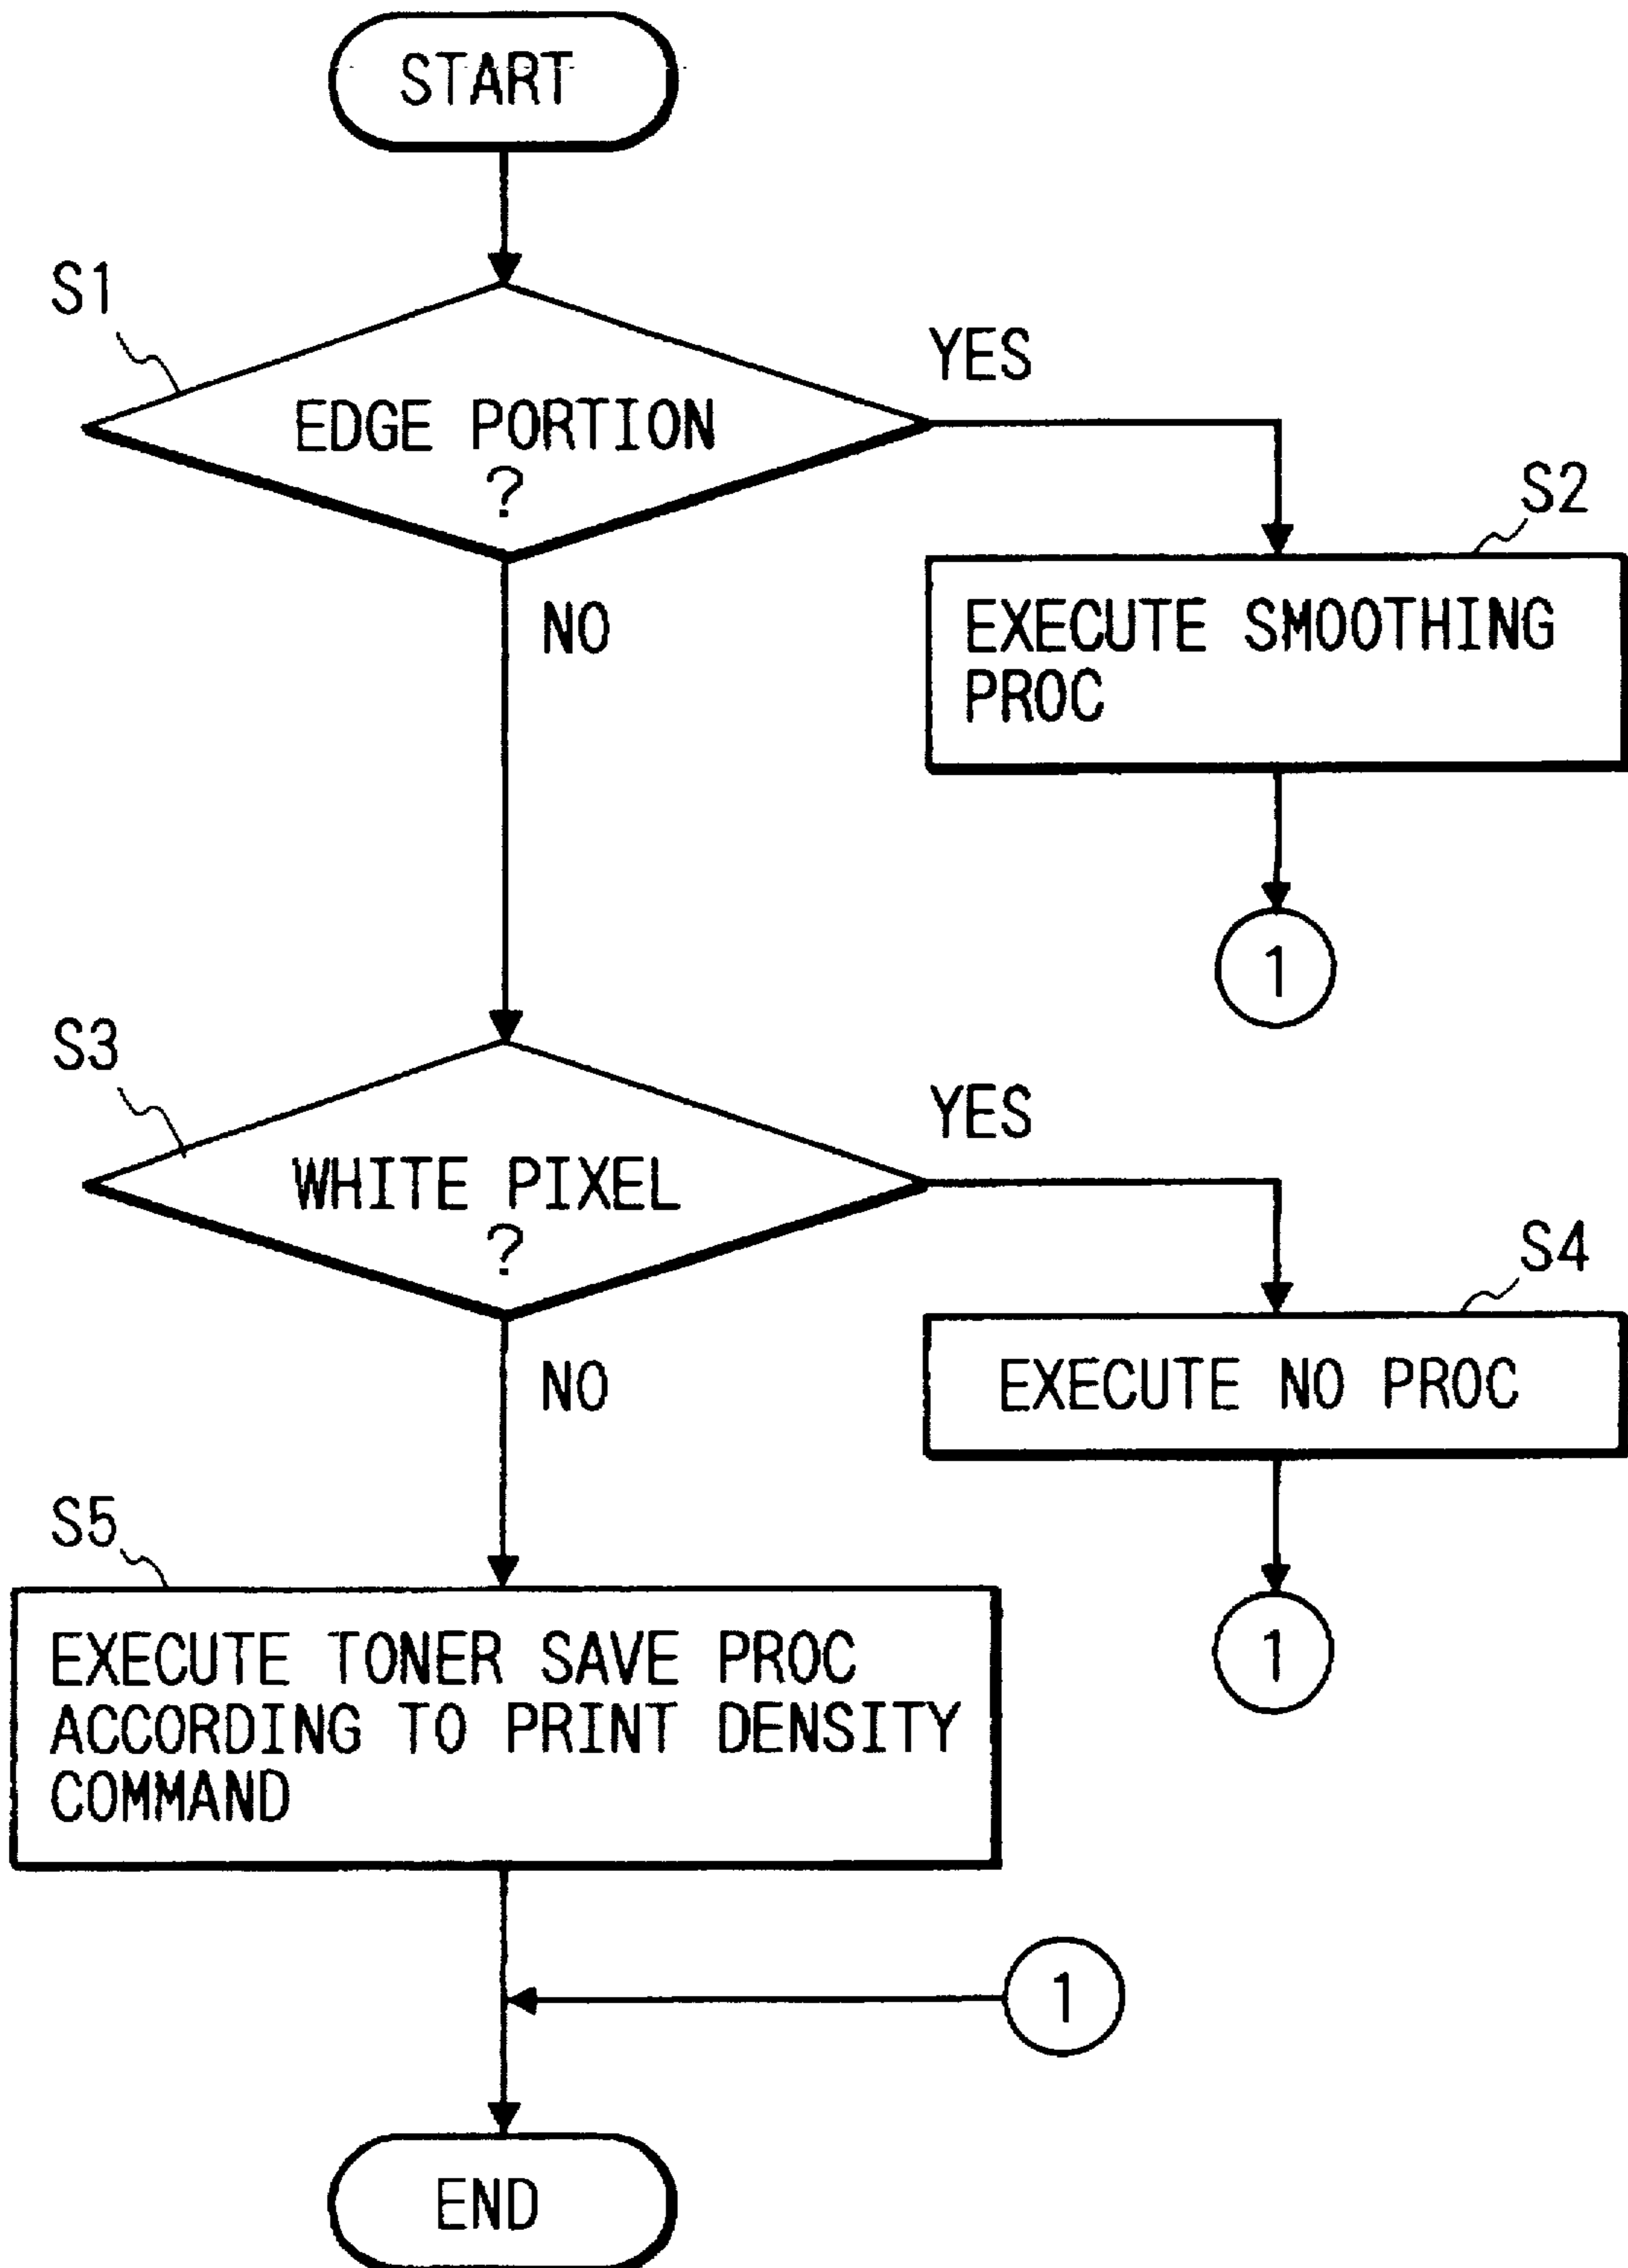 START
S1
YES
EDGE PORTION
?
S2
NO
EXECUTE SMOOTHING
PROC
1
S3
YES
WHITE PIXEL
?
S4
NO
EXECUTE NO PROC
S5
1
EXECUTE TONER SAVE PROC
ACCORDING TO PRINT DENSITY
COMMAND
1
END